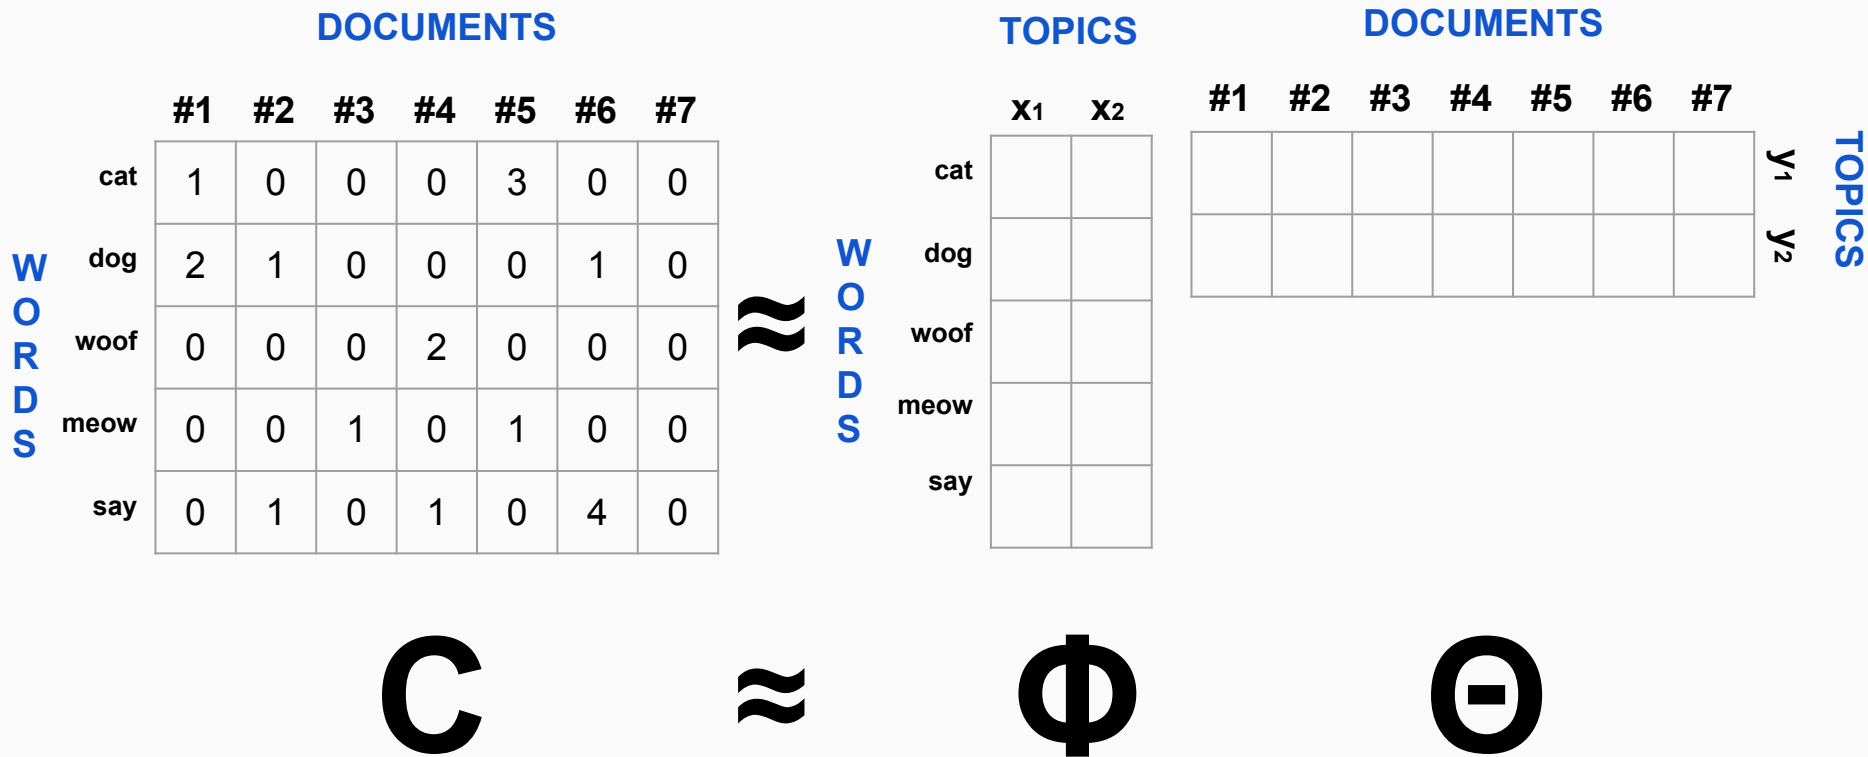 DOCUMENTS TOPICS DOCUMENTS
#1 #2 #3 #4 #5 #6 #7
cat 1 0 0 0 3 0 0
dog 2 1 0 0 0 1 0
woof 0 0 0 2 0 0 0
meow 0 0 1 0 1 0 0
say 0 1 0 1 0 4 0
WORDS
≈
x1 x2
cat
dog
woof
meow
say
WORDS
#1 #2 #3 #4 #5 #6 #7
y1
y2
TOPICS
C ≈ Φ Θ